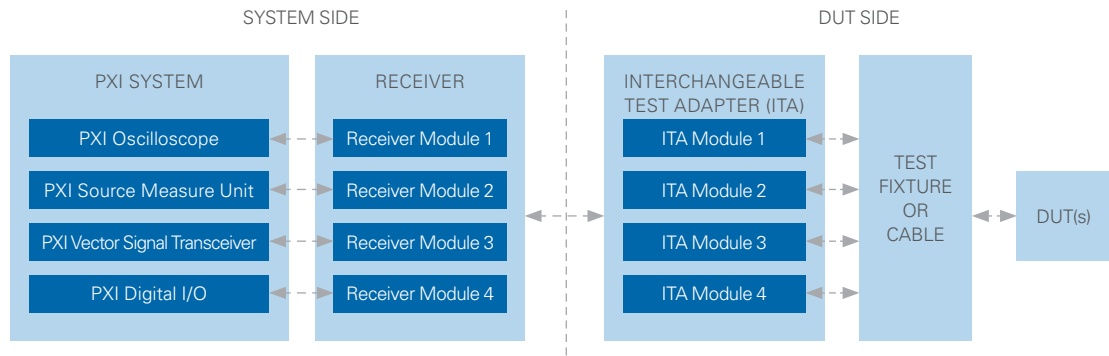 SYSTEM SIDE
DUT SIDE
PXI SYSTEM
PXI Oscilloscope
PXI Source Measure Unit
PXI Vector Signal Transceiver
PXI Digital I/O
RECEIVER
Receiver Module 1
Receiver Module 2
Receiver Module 3
Receiver Module 4
INTERCHANGEABLE
TEST ADAPTER (ITA)
ITA Module 1
ITA Module 2
ITA Module 3
ITA Module 4
TEST
FIXTURE
OR
CABLE
DUT(s)